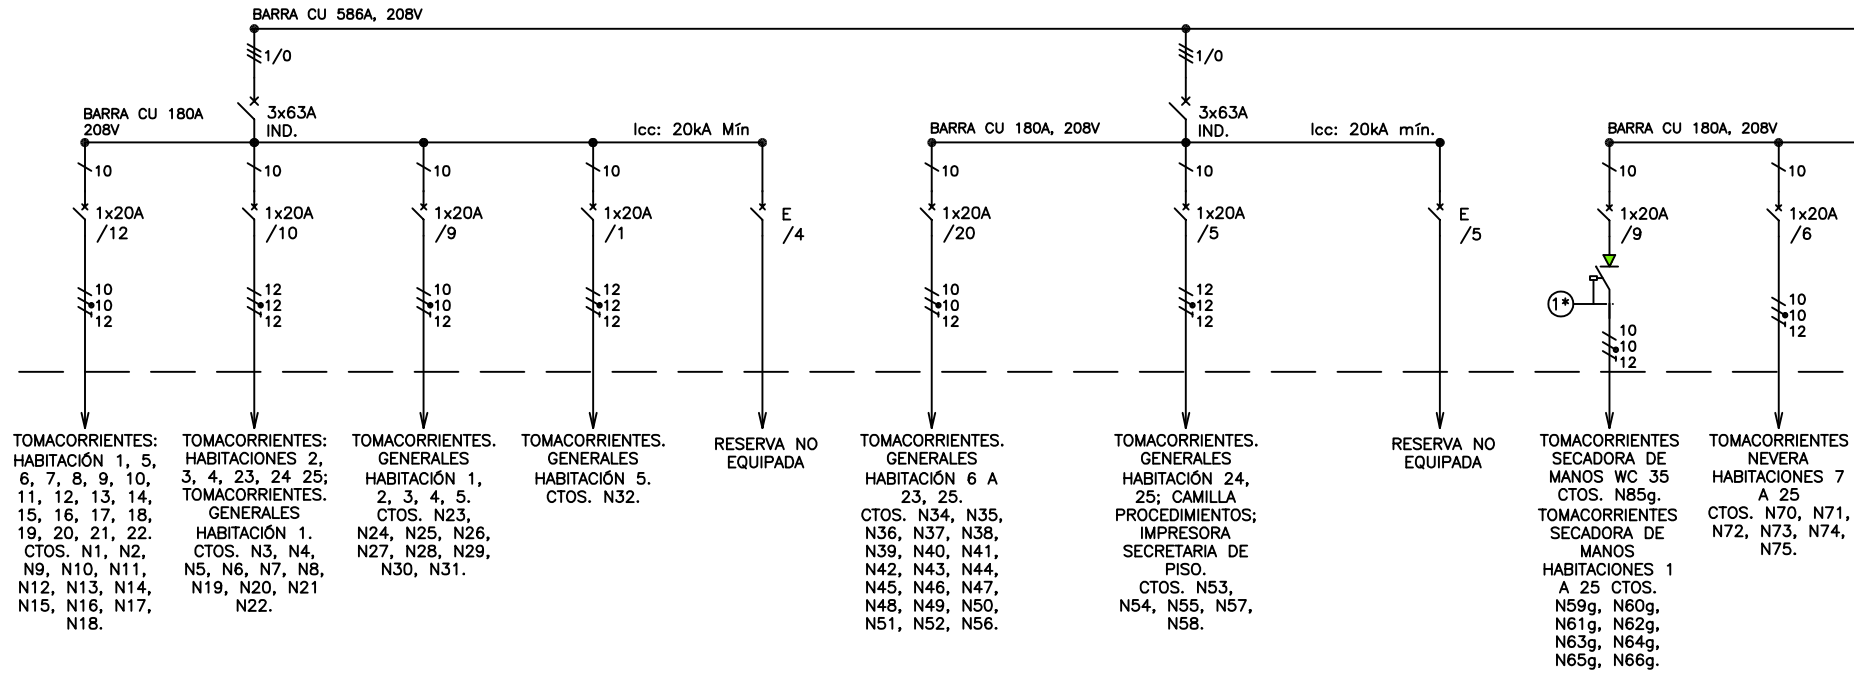 BARRA CU 586A, 208V
1/0
1/0
3x63A
IND.
3x63A
IND.
BARRA CU 180A
208V
Icc: 20kA Mín
BARRA CU 180A, 208V
Icc: 20kA mín.
BARRA CU 180A, 208V
10
10
10
10
10
10
10
10
1x20A
/12
1x20A
/10
1x20A
/9
1x20A
/1
E
/4
1x20A
/20
1x20A
/5
E
/5
1x20A
/9
1x20A
/6
10
10
12
12
12
12
10
10
12
12
12
12
10
10
12
12
12
12
1*
10
10
12
10
10
12
TOMACORRIENTES:
HABITACIÓN 1, 5,
6, 7, 8, 9, 10,
11, 12, 13, 14,
15, 16, 17, 18,
19, 20, 21, 22.
CTOS. N1, N2,
N9, N10, N11,
N12, N13, N14,
N15, N16, N17,
N18.
TOMACORRIENTES:
HABITACIONES 2,
3, 4, 23, 24 25;
TOMACORRIENTES.
GENERALES
HABITACIÓN 1.
CTOS. N3, N4,
N5, N6, N7, N8,
N19, N20, N21
N22.
TOMACORRIENTES.
GENERALES
HABITACIÓN 1,
2, 3, 4, 5.
CTOS. N23,
N24, N25, N26,
N27, N28, N29,
N30, N31.
TOMACORRIENTES.
GENERALES
HABITACIÓN 5.
CTOS. N32.
RESERVA NO
EQUIPADA
TOMACORRIENTES.
GENERALES
HABITACIÓN 6 A
23, 25.
CTOS. N34, N35,
N36, N37, N38,
N39, N40, N41,
N42, N43, N44,
N45, N46, N47,
N48, N49, N50,
N51, N52, N56.
TOMACORRIENTES.
GENERALES
HABITACIÓN 24,
25; CAMILLA
PROCEDIMIENTOS;
IMPRESORA
SECRETARIA DE
PISO.
CTOS. N53,
N54, N55, N57,
N58.
RESERVA NO
EQUIPADA
TOMACORRIENTES
SECADORA DE
MANOS WC 35
CTOS. N85g.
TOMACORRIENTES
SECADORA DE
MANOS
HABITACIONES 1
A 25 CTOS.
N59g, N60g,
N61g, N62g,
N63g, N64g,
N65g, N66g.
TOMACORRIENTES
NEVERA
HABITACIONES 7
A 25
CTOS. N70, N71,
N72, N73, N74,
N75.